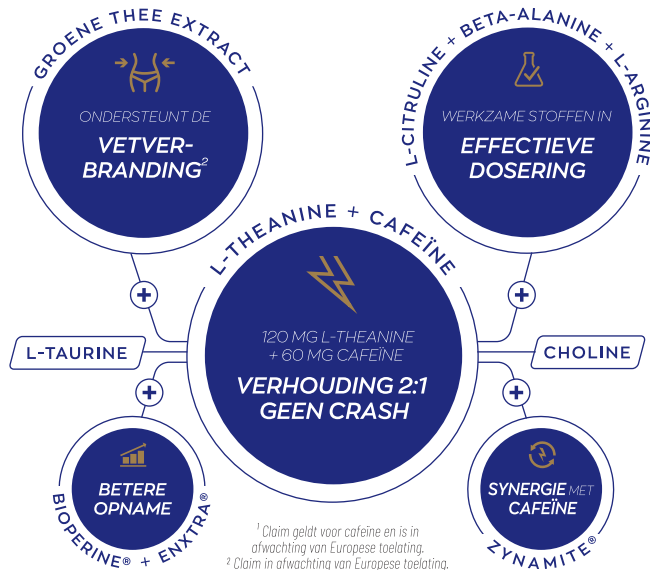 GROENE THEE EXTRACT
ONDERSTEUNT DE
VETVER-
BRANDING²
L-CITRULINE + BETA-ALANINE + L-ARGININE
WERKZAME STOFFEN IN
EFFECTIEVE
DOSERING
L-THEANINE + CAFEÏNE
120 MG L-THEANINE
+ 60 MG CAFEÏNE
VERHOUDING 2:1
GEEN CRASH
+
+
L-TAURINE
CHOLINE
+
+
BETERE
OPNAME
BIOPERINE® + ENXTRA®
SYNERGIE MET
CAFEÏNE
ZYNAMITE®
¹ Claim geldt voor cafeïne en is in
afwachting van Europese toelating.
² Claim in afwachting van Europese toelating.